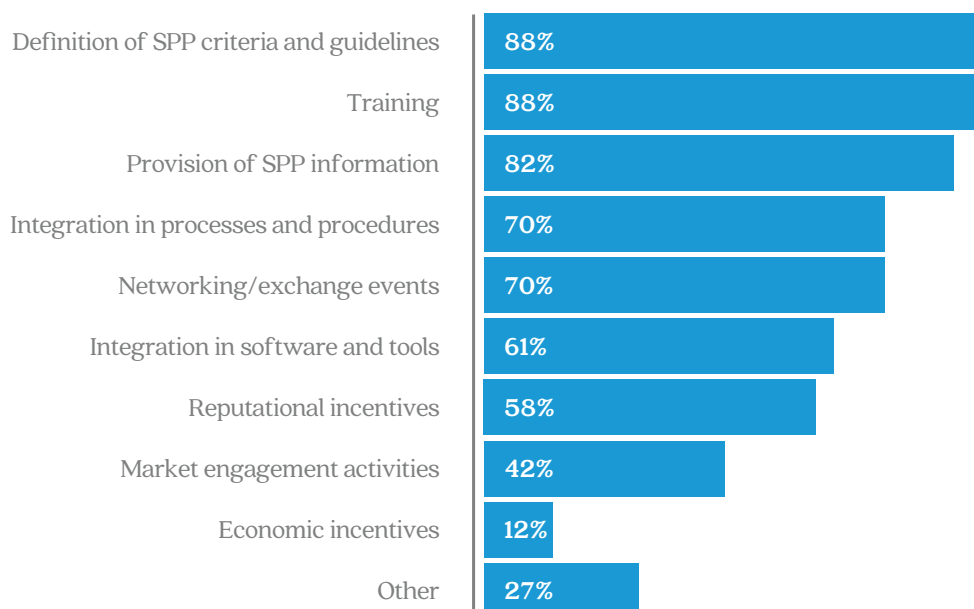 Definition of SPP criteria and guidelines 88%
Training 88%
Provision of SPP information 82%
Integration in processes and procedures 70%
Networking/exchange events 70%
Integration in software and tools 61%
Reputational incentives 58%
Market engagement activities 42%
Economic incentives 12%
Other 27%